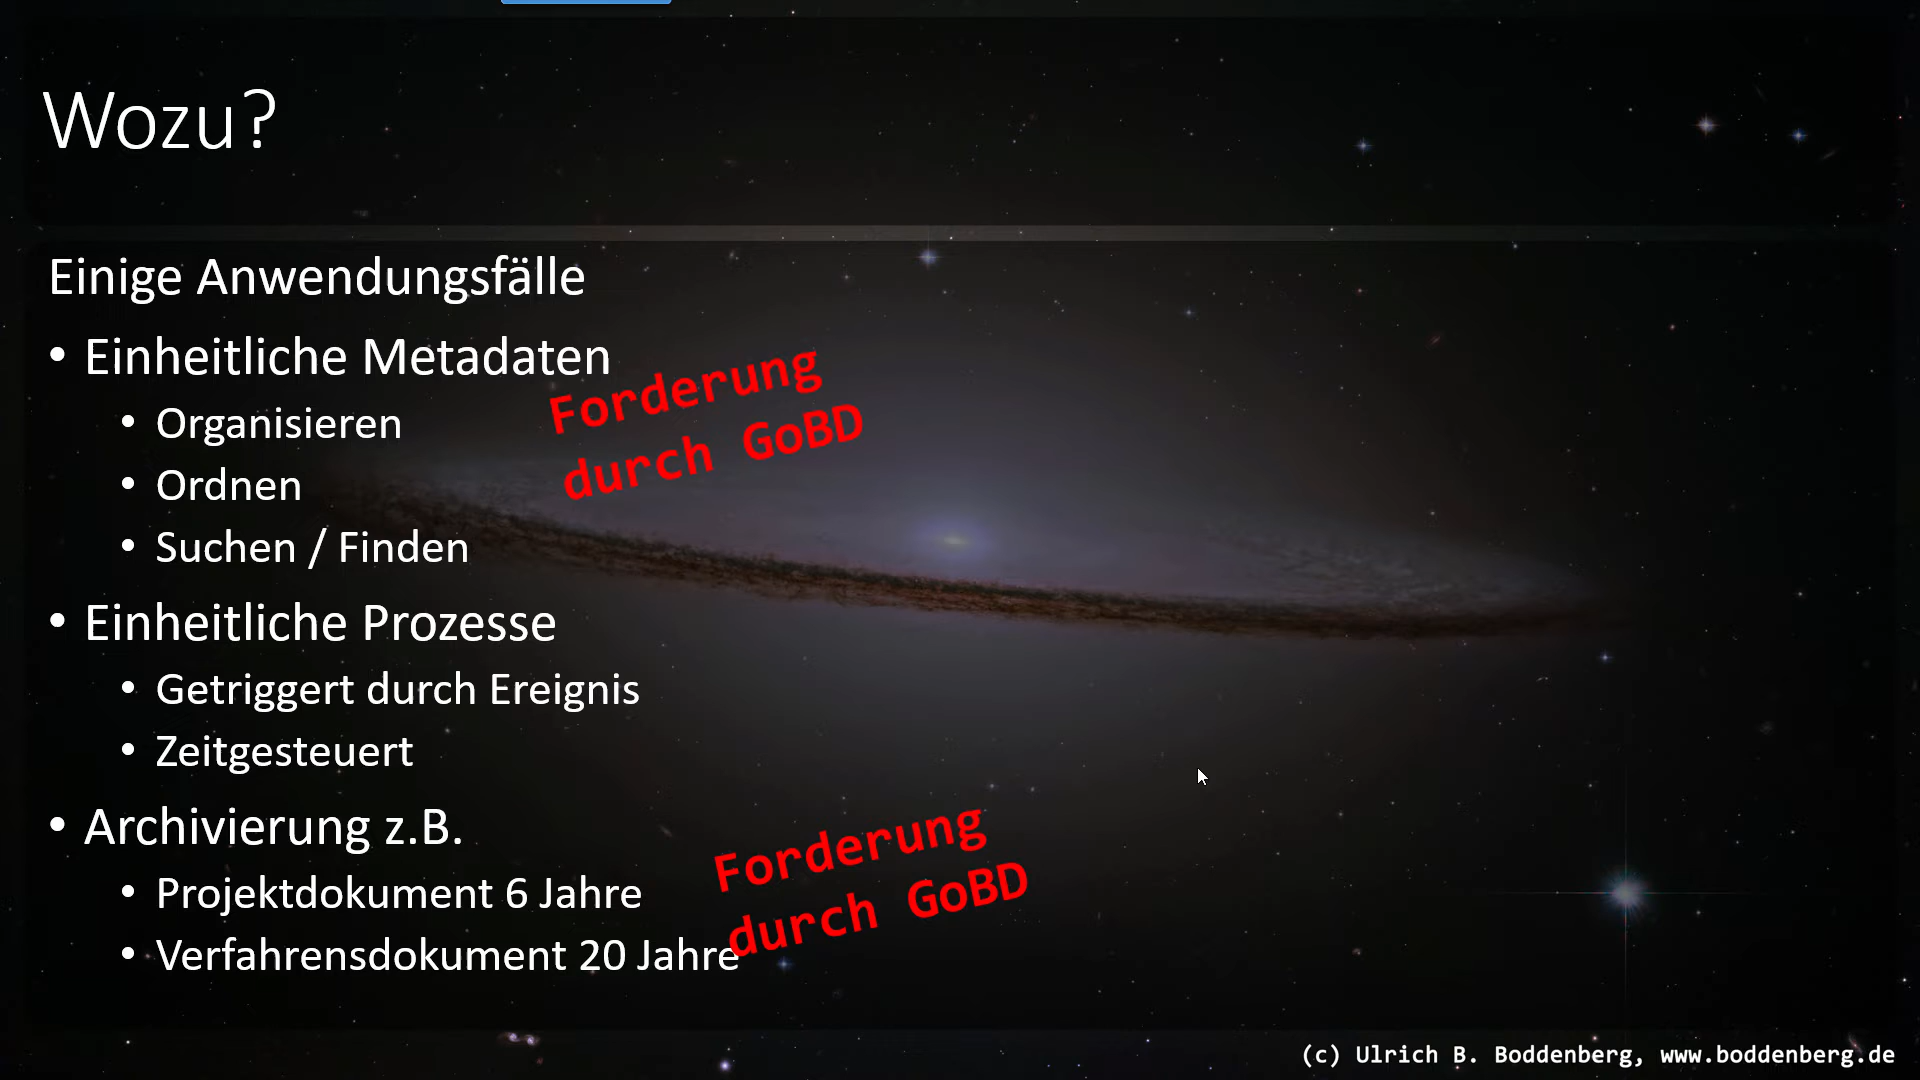 Wozu?
Einige Anwendungsfälle
• Einheitliche Metadaten
• Organisieren
• Ordnen
• Suchen / Finden
Forderung
durch GoBD
• Einheitliche Prozesse
• Getriggert durch Ereignis
• Zeitgesteuert
• Archivierung z.B.
• Projektdokument 6 Jahre
• Verfahrensdokument 20 Jahre
Forderung
durch GoBD
(c) Ulrich B. Boddenberg, www.boddenberg.de